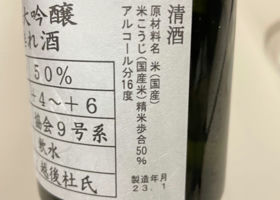 清酒
原材料名 米(国産)
米こうじ(国産米)精米歩合50%
アルコール分16度
製造年月
23.1
大吟醸
れ酒
50%
±4~+6
協会9号系
軟水
越後杜氏